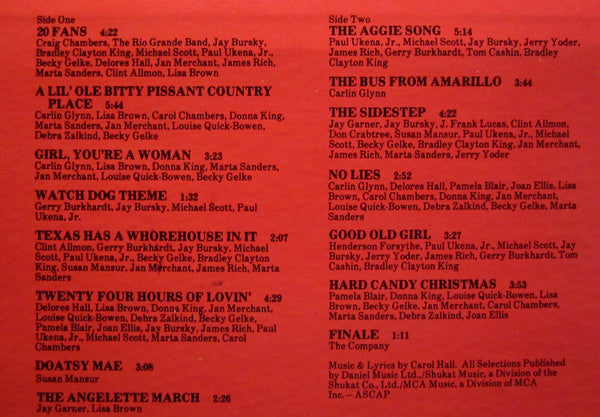 Side One
20 FANS 4:22
Craig Chambers, The Rio Grande Band, Jay Bursky,
Bradley Clayton King, Michael Scott, Paul Ukena, Jr.,
Becky Gelke, Delores Hall, Jan Merchant, James Rich,
Marta Sanders, Clint Allmon, Lisa Brown
A LIL' OLE BITTY PISSANT COUNTRY
PLACE 5:44
Carlin Glynn, Lisa Brown, Carol Chambers, Donna King,
Marta Sanders, Jan Merchant, Louise Quick-Bowen,
Debra Zalkind, Becky Gelke
GIRL, YOU'RE A WOMAN 3:23
Carlin Glynn, Lisa Brown, Donna King, Marta Sanders,
Jan Merchant, Louise Quick-Bowen, Becky Gelke
WATCH DOG THEME 1:32
Gerry Burkhardt, Jay Bursky, Michael Scott, Paul
Ukena, Jr.
TEXAS HAS A WHOREHOUSE IN IT 2:07
Clint Allmon, Gerry Burkhardt, Jay Bursky, Michael
Scott, Paul Ukena, Jr., Becky Gelke, Bradley Clayton
King, Susan Mansur, Jan Merchant, James Rich, Marta
Sanders
TWENTY FOUR HOURS OF LOVIN' 4:29
Delores Hall, Lisa Brown, Donna King, Jan Merchant,
Louise Quick-Bowen, Debra Zalkind, Becky Gelke,
Pamela Blair, Joan Ellis, Jay Bursky, James Rich, Paul
Ukena, Jr., Michael Scott, Marta Sanders, Carol
Chambers
DOATSY MAE 3:08
Susan Mansur
THE ANGELETTE MARCH 2:26
Jay Garner, Lisa Brown
Side Two
THE AGGIE SONG 5:14
Paul Ukena, Jr., Michael Scott, Jay Bursky, Jerry Yoder,
James Rich, Gerry Burkhardt, Tom Cashin, Bradley
Clayton King
THE BUS FROM AMARILLO 3:44
Carlin Glynn
THE SIDESTEP 4:22
Jay Garner, Jay Bursky, J. Frank Lucas, Clint Allmon,
Don Crabtree, Susan Mansur, Paul Ukena, Jr., Michael
Scott, Becky Gelke, Bradley Clayton King, Jan Merchant,
James Rich, Marta Sanders, Jerry Yoder
NO LIES 2:52
Carlin Glynn, Delores Hall, Pamela Blair, Joan Ellis, Lisa
Brown, Carol Chambers, Donna King, Jan Merchant,
Louise Quick-Bowen, Debra Zalkind, Becky Gelke, Marta
Sanders
GOOD OLD GIRL 3:27
Henderson Forsythe, Paul Ukena, Jr., Michael Scott, Jay
Bursky, Jerry Yoder, James Rich, Gerry Burkhardt, Tom
Cashin, Bradley Clayton King
HARD CANDY CHRISTMAS 3:53
Pamela Blair, Donna King, Louise Quick-Bowen, Lisa
Brown, Becky Gelke, Jan Merchant, Carol Chambers,
Marta Sanders, Debra Zalkind, Joan Ellis
FINALE 1:11
The Company
Music & Lyrics by Carol Hall. All Selections Published
by Daniel Music Ltd./Shukat Music, a Division of the
Shukat Co., Ltd./MCA Music, a Division of MCA
Inc.—ASCAP